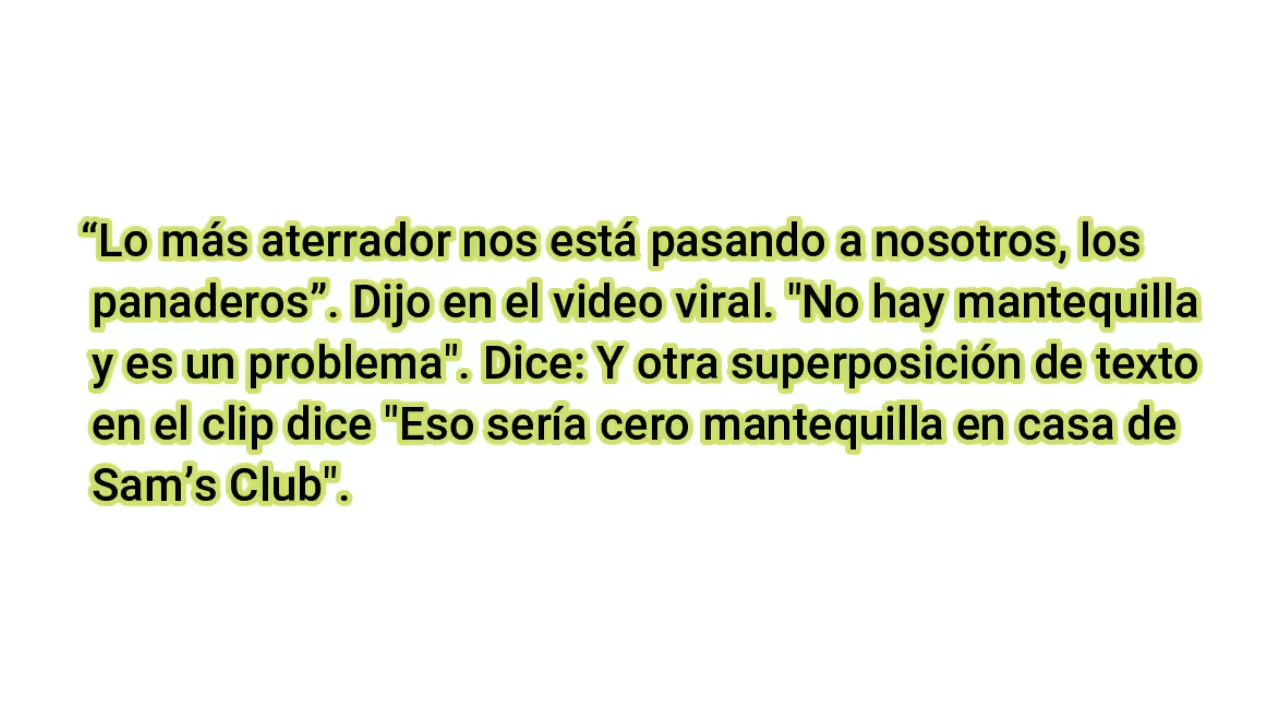 “Lo más aterrador nos está pasando a nosotros, los
panaderos”. Dijo en el video viral. "No hay mantequilla
y es un problema". Dice: Y otra superposición de texto
en el clip dice "Eso sería cero mantequilla en casa de
Sam’s Club".